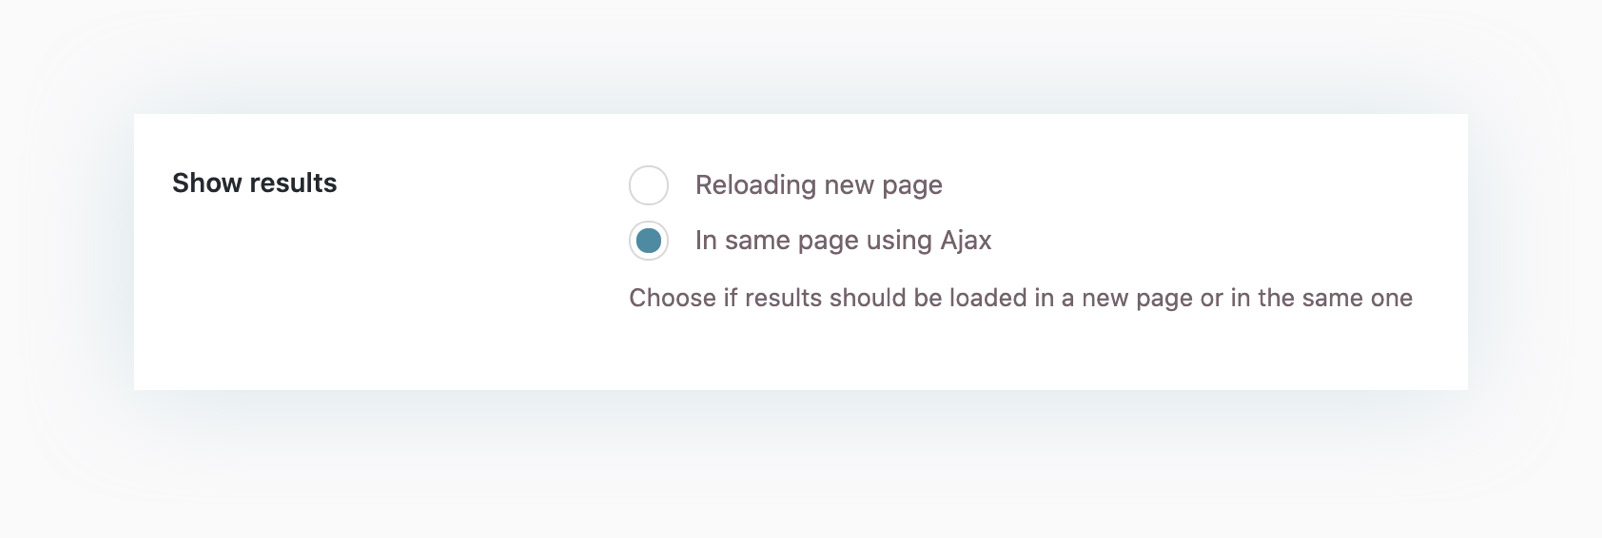 Show results
Reloading new page
In same page using Ajax
Choose if results should be loaded in a new page or in the same one